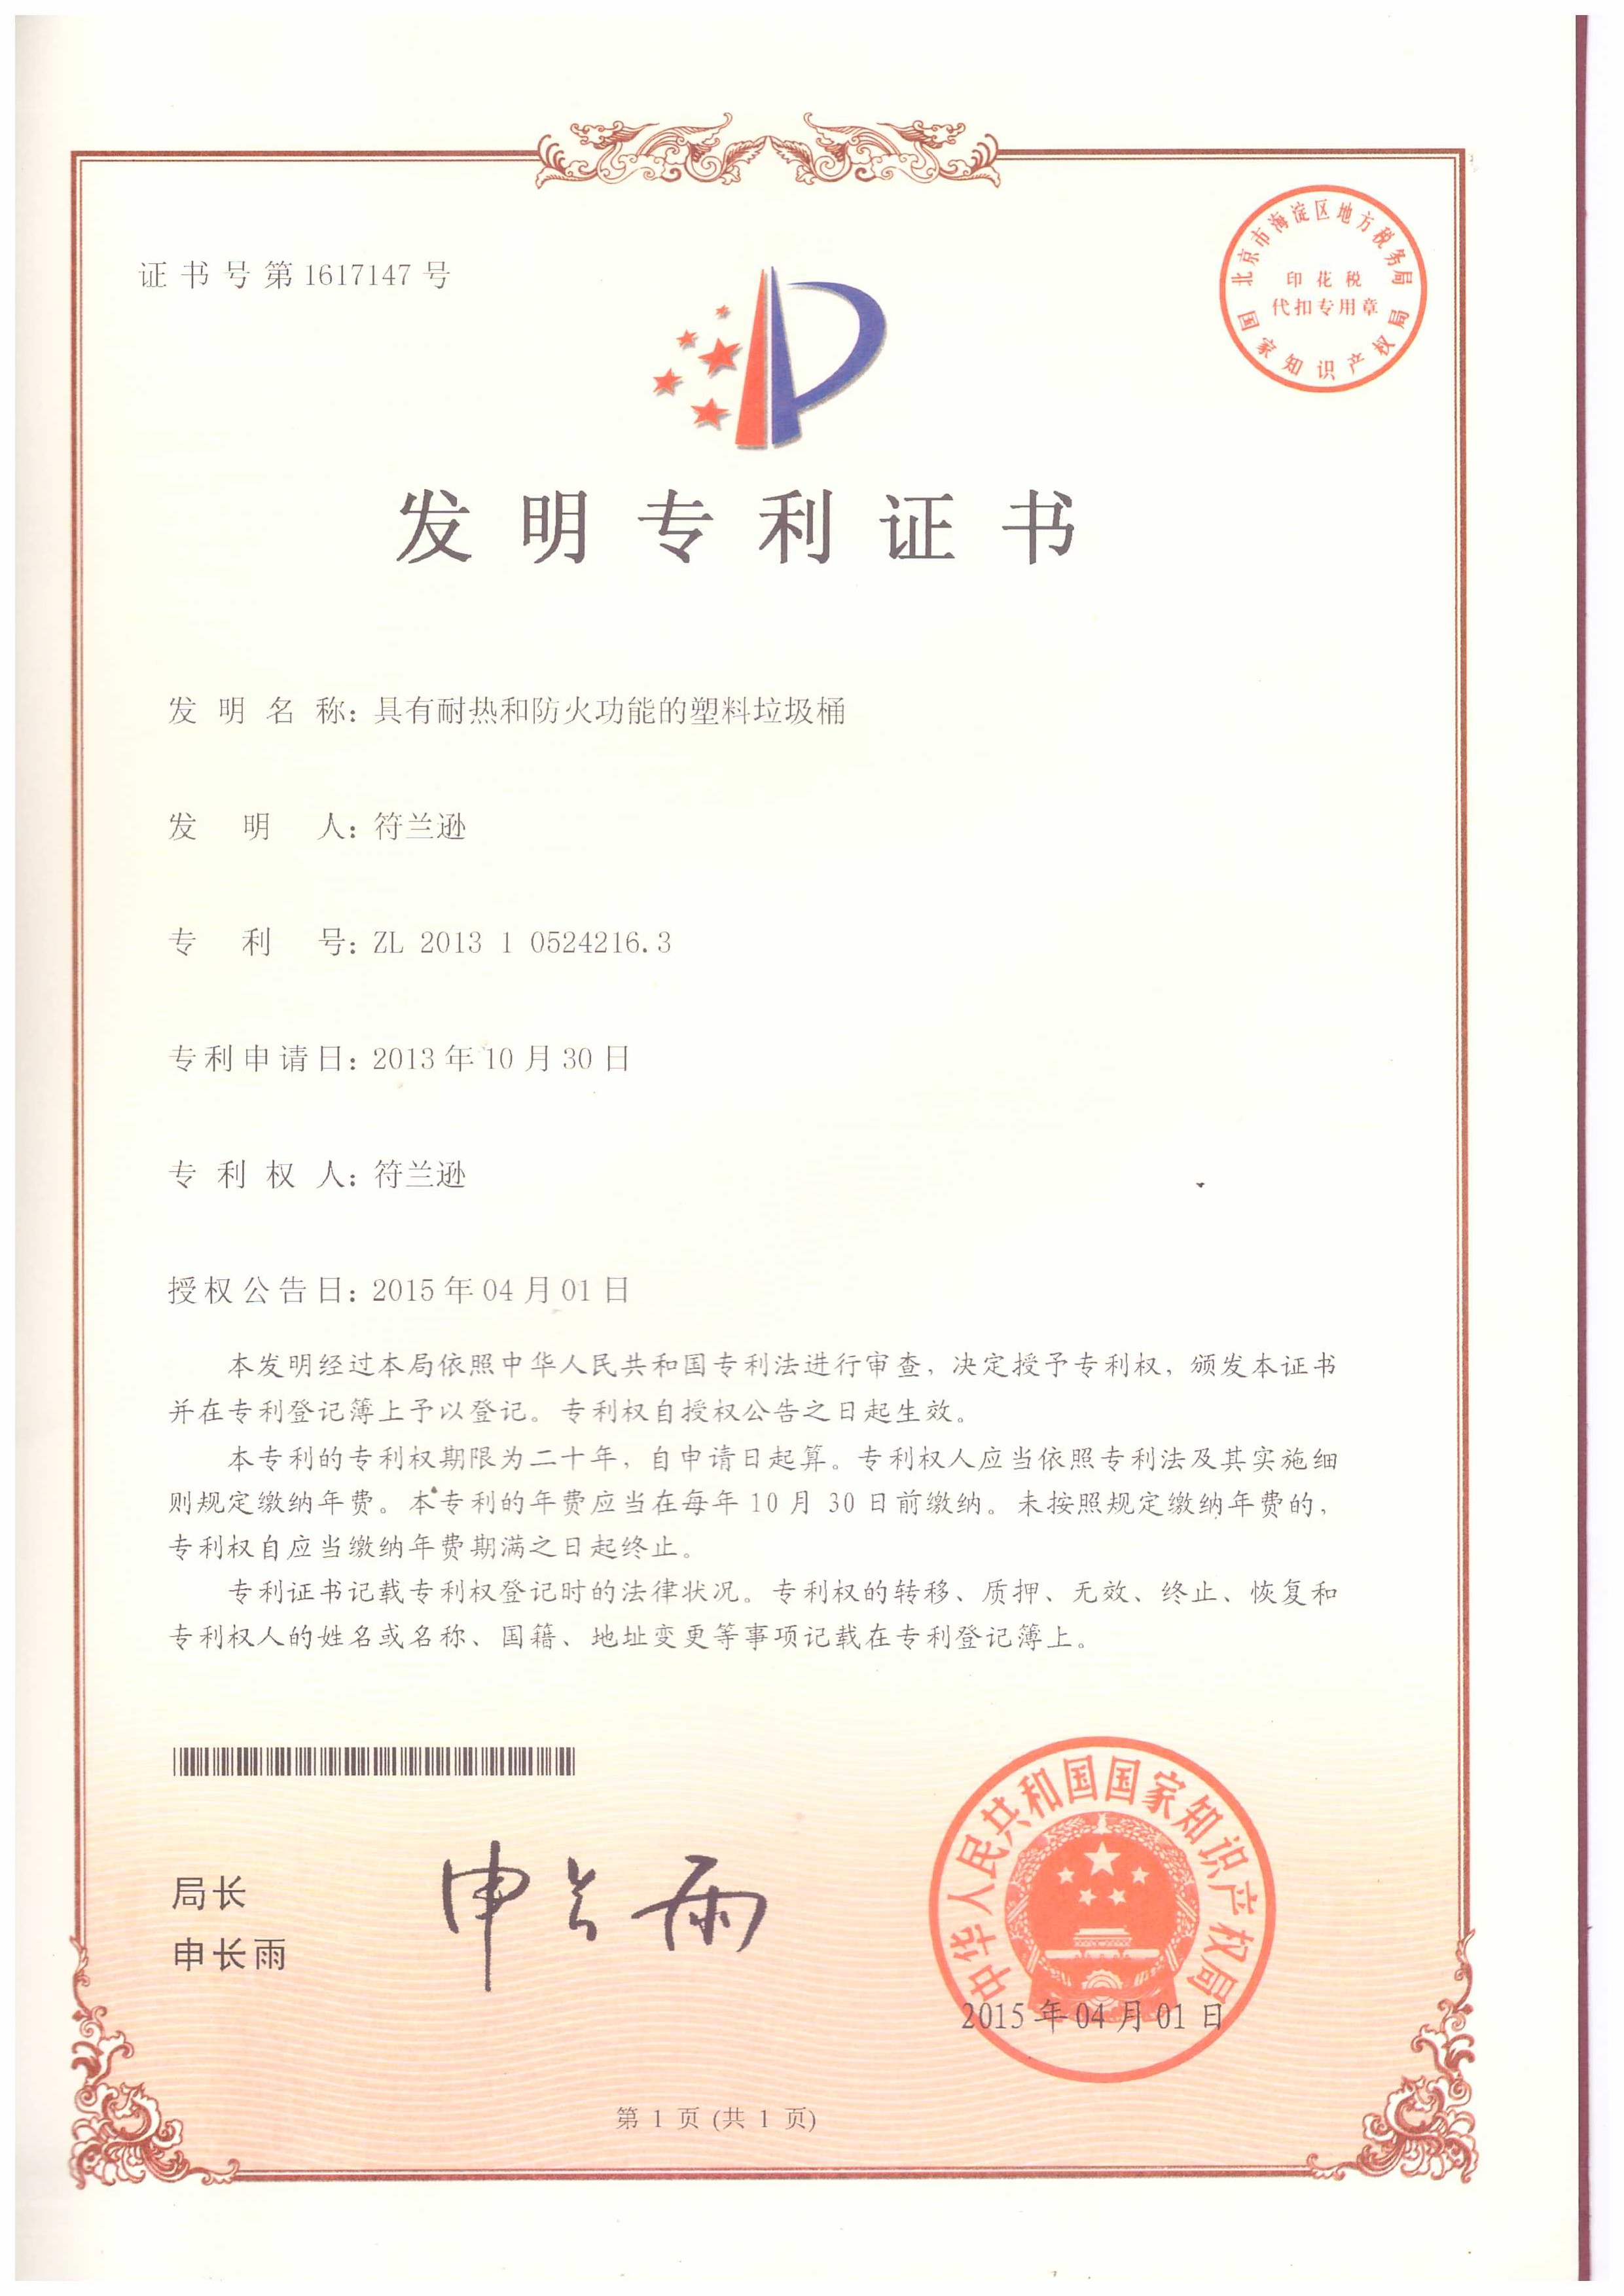 证书号第1617147号
北京市海淀区地方税务局
印花税
代扣专用章
国家知识产权局
发明专利证书
发明名称：具有耐热和防火功能的塑料垃圾桶
发明人：符兰逊
专利号：ZL 2013 1 0524216.3
专利申请日：2013年10月30日
专利权人：符兰逊
授权公告日：2015年04月01日
本发明经过本局依照中华人民共和国专利法进行审查，决定授予专利权，颁发本证书
并在专利登记簿上予以登记。专利权自授权公告之日起生效。
本专利的专利权期限为二十年，自申请日起算。专利权人应当依照专利法及其实施细
则规定缴纳年费。本专利的年费应当在每年10月30日前缴纳。未按照规定缴纳年费的，
专利权自应当缴纳年费期满之日起终止。
专利证书记载专利权登记时的法律状况。专利权的转移、质押、无效、终止、恢复和
专利权人的姓名或名称、国籍、地址变更等事项记载在专利登记簿上。
局长
申长雨
申长雨
中华人民共和国国家知识产权局
2015年04月01日
第1页(共1页)